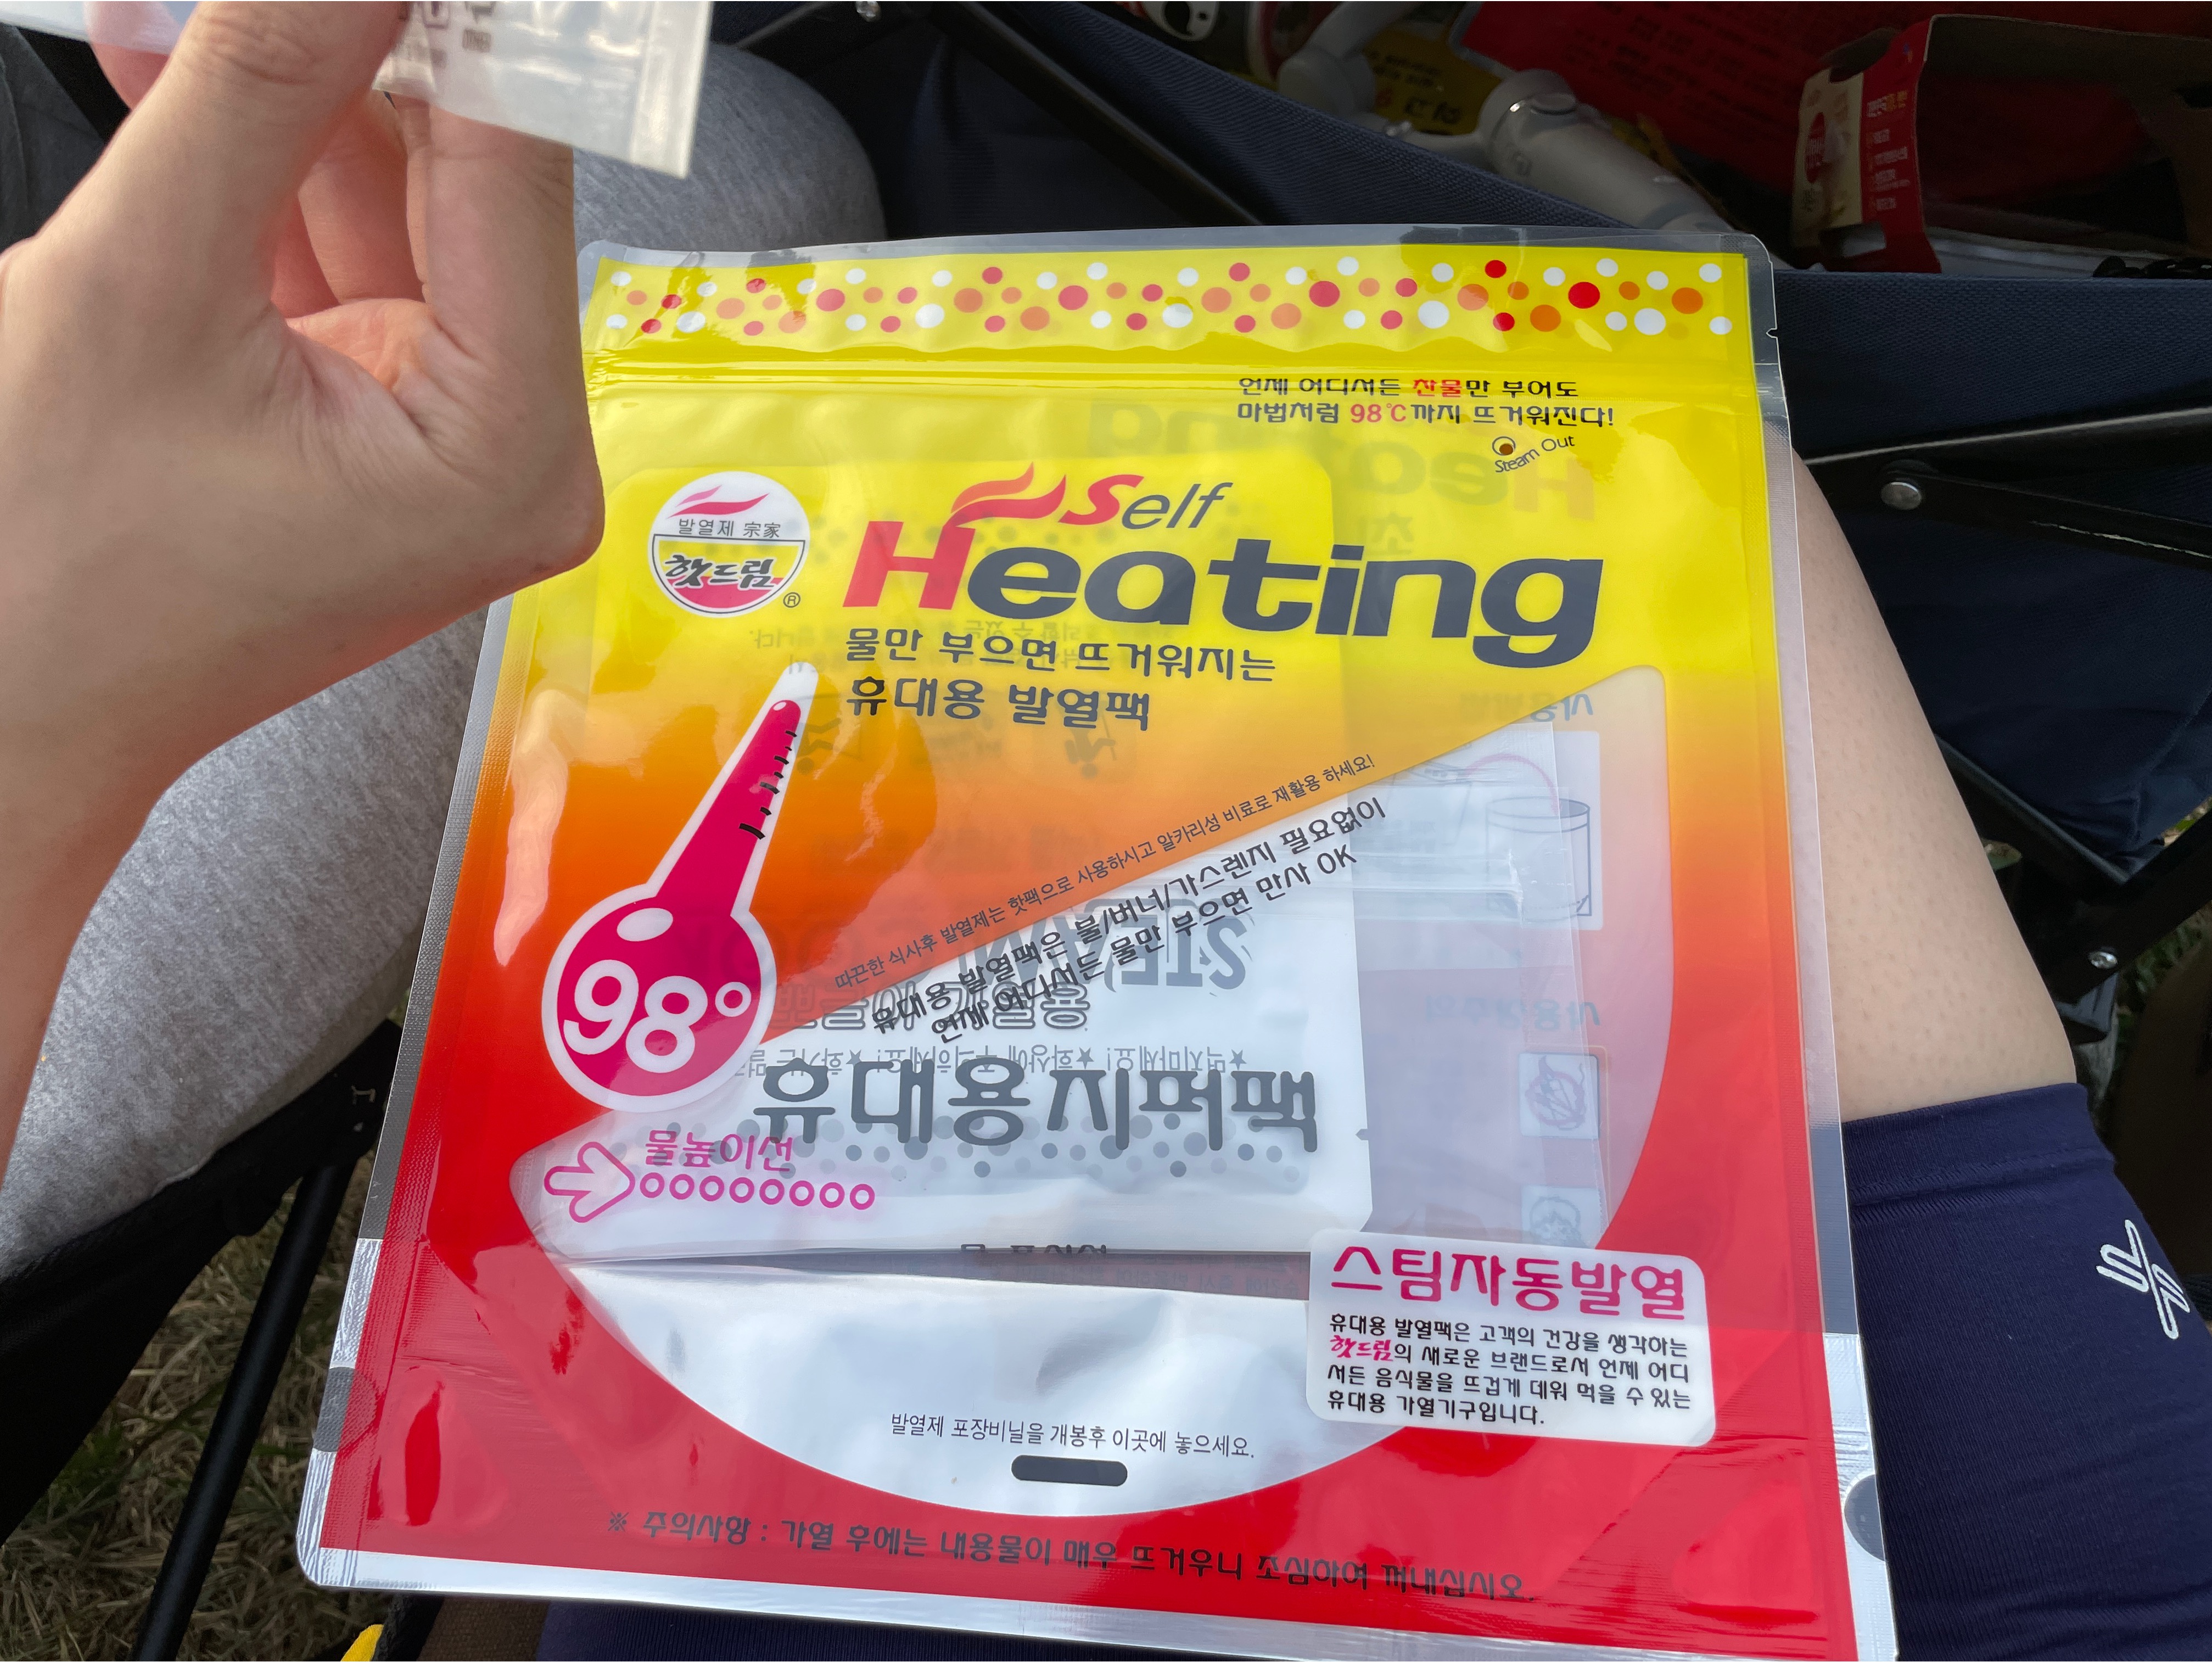 언제 어디서든 찬물만 부어도
마법처럼 98℃까지 뜨거워진다!
Steam Out
발열제 宗家
핫드림
®
Self
Heating
물만 부으면 뜨거워지는
휴대용 발열팩
따끈한 식사후 발열제는 핫팩으로 사용하시고 알카리성 비료로 재활용 하세요!
휴대용 발열팩은 불/버너/가스렌지 필요없이
언제 어디서든 물만 부으면 만사 OK
98°
휴대용지퍼팩
물높이선
스팀자동발열
휴대용 발열팩은 고객의 건강을 생각하는
핫드림의 새로운 브랜드로서 언제 어디
서든 음식물을 뜨겁게 데워 먹을 수 있는
휴대용 가열기구입니다.
발열제 포장비닐을 개봉후 이곳에 놓으세요.
※ 주의사항 : 가열 후에는 내용물이 매우 뜨거우니 조심하여 꺼내십시오.